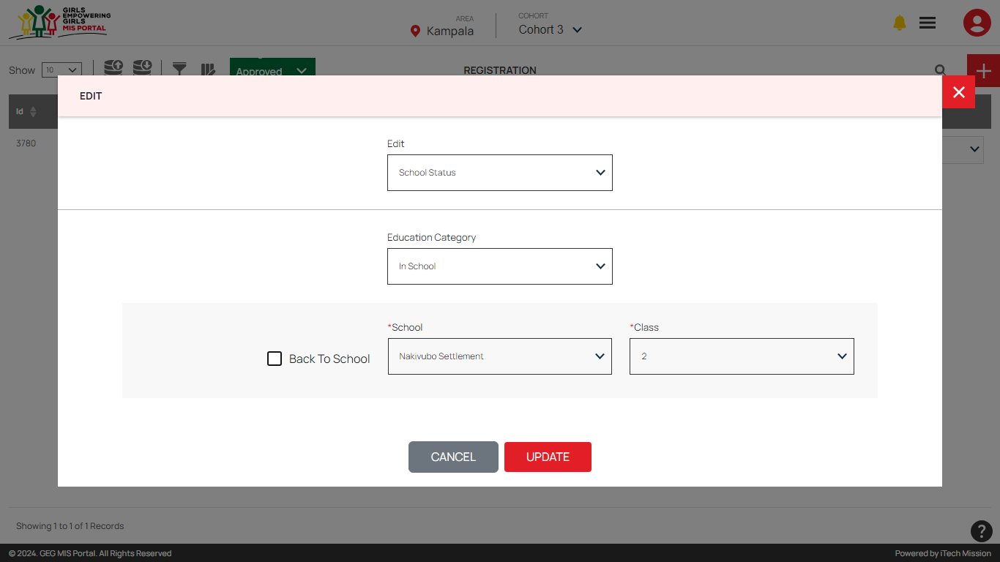 GIRLS
EMPOWERING
GIRLS
MIS PORTAL
AREA
Kampala
COHORT
Cohort 3
Show
10
Approved
REGISTRATION
EDIT
Id
3780
Edit
School Status
Education Category
In School
*School
*Class
Back To School
Nakivubo Settlement
2
CANCEL
UPDATE
Showing 1 to 1 of 1 Records
?
© 2024. GEG MIS Portal. All Rights Reserved
Powered by iTech Mission